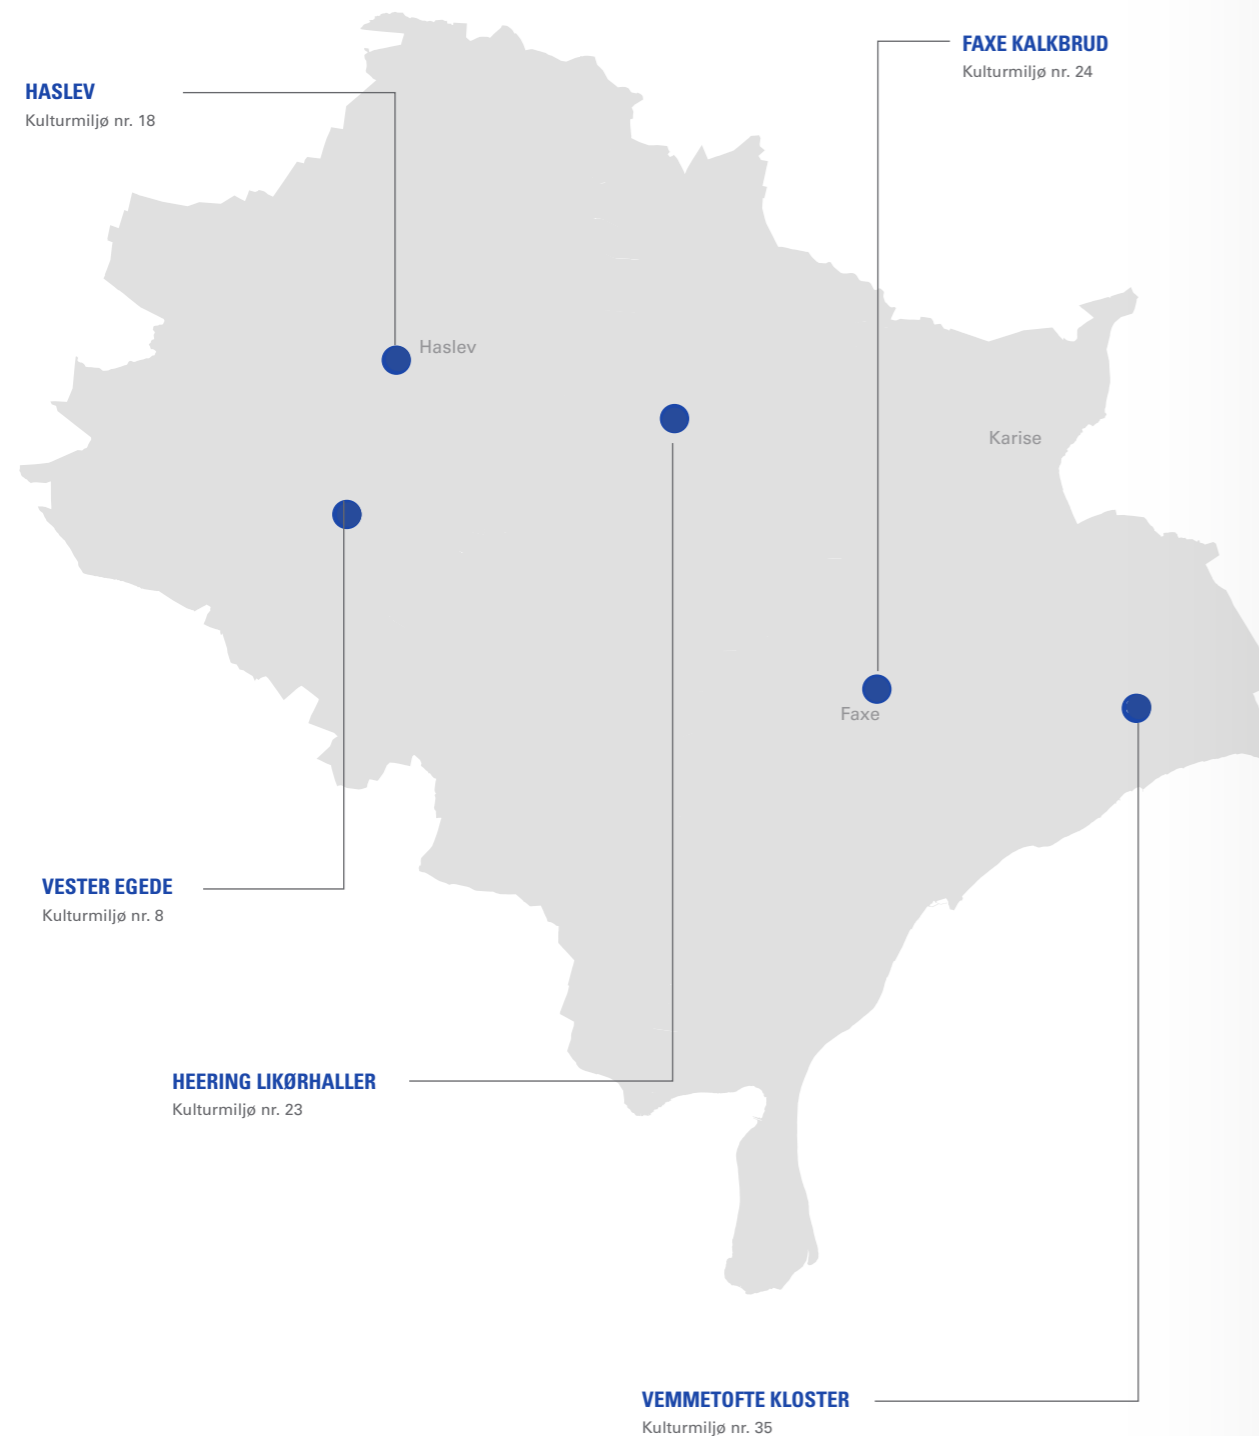 FAXE KALKBRUD
Kulturmiljø nr. 24
HASLEV
Kulturmiljø nr. 18
Haslev
Karise
Faxe
VESTER EGEDE
Kulturmiljø nr. 8
HEERING LIKØRHALLER
Kulturmiljø nr. 23
VEMMETOFTE KLOSTER
Kulturmiljø nr. 35